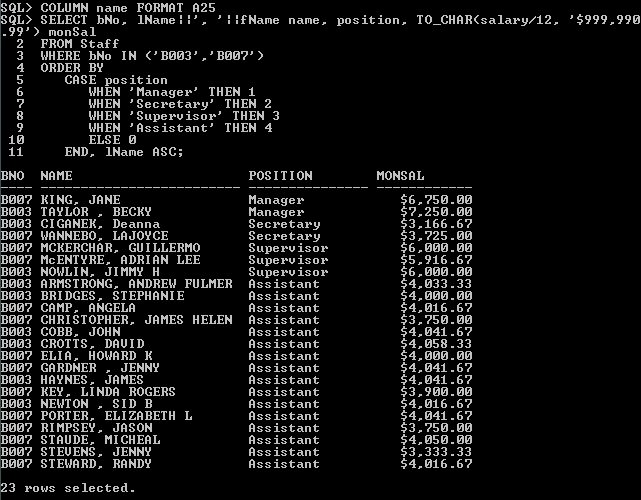 SQL> COLUMN name FORMAT A25
SQL> SELECT bNo, lName||', '||fName name, position, TO_CHAR(salary/12, '$999,990
.99') monSal
  2  FROM Staff
  3  WHERE bNo IN ('B003','B007')
  4  ORDER BY
  5     CASE position
  6        WHEN 'Manager' THEN 1
  7        WHEN 'Secretary' THEN 2
  8        WHEN 'Supervisor' THEN 3
  9        WHEN 'Assistant' THEN 4
 10        ELSE 0
 11     END, lName ASC;
BNO  NAME                      POSITION        MONSAL
---- ------------------------- --------------- ------------
B007 KING, JANE                Manager            $6,750.00
B003 TAYLOR , BECKY            Manager            $7,250.00
B003 CIGANEK, Deanna           Secretary          $3,166.67
B007 WANNEBO, LAJOYCE          Secretary          $3,725.00
B007 MCKERCHAR, GUILLERMO      Supervisor         $6,000.00
B007 McENTYRE, ADRIAN LEE      Supervisor         $5,916.67
B003 NOWLIN, JIMMY H           Supervisor         $6,000.00
B003 ARMSTRONG, ANDREW FULMER  Assistant          $4,033.33
B003 BRIDGES, STEPHANIE        Assistant          $4,000.00
B007 CAMP, ANGELA              Assistant          $4,016.67
B007 CHRISTOPHER, JAMES HELEN  Assistant          $3,750.00
B003 COBB, JOHN                Assistant          $4,041.67
B003 CROTTS, DAVID             Assistant          $4,058.33
B007 ELIA, HOWARD K            Assistant          $4,000.00
B007 GARDNER , JENNY           Assistant          $4,041.67
B003 HAYNES, JAMES             Assistant          $4,041.67
B007 KEY, LINDA ROGERS         Assistant          $3,900.00
B003 NEWTON , SID B            Assistant          $4,016.67
B007 PORTER, ELIZABETH L       Assistant          $4,041.67
B007 RIMPSEY, JASON            Assistant          $3,750.00
B007 STAUDE, MICHEAL           Assistant          $4,050.00
B007 STEVENS, JENNY            Assistant          $3,333.33
B007 STEWARD, RANDY            Assistant          $4,016.67
23 rows selected.